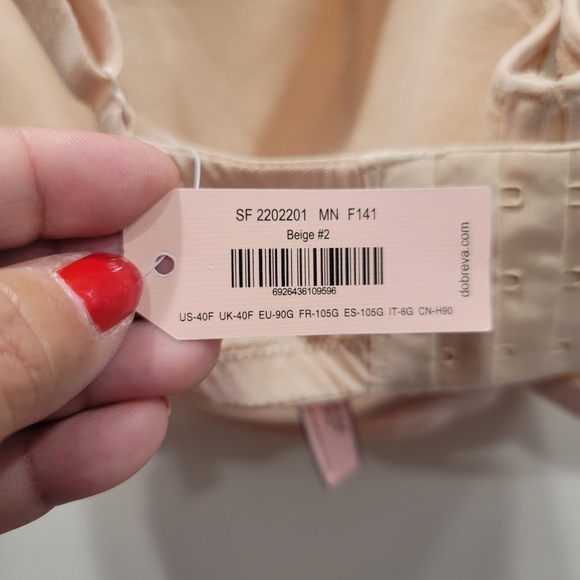 SF 2202201 MN F141
Beige #2
6926436109596
US-40F UK-40F EU-90G FR-105G ES-105G IT-6G CN-H90
dobreva.com